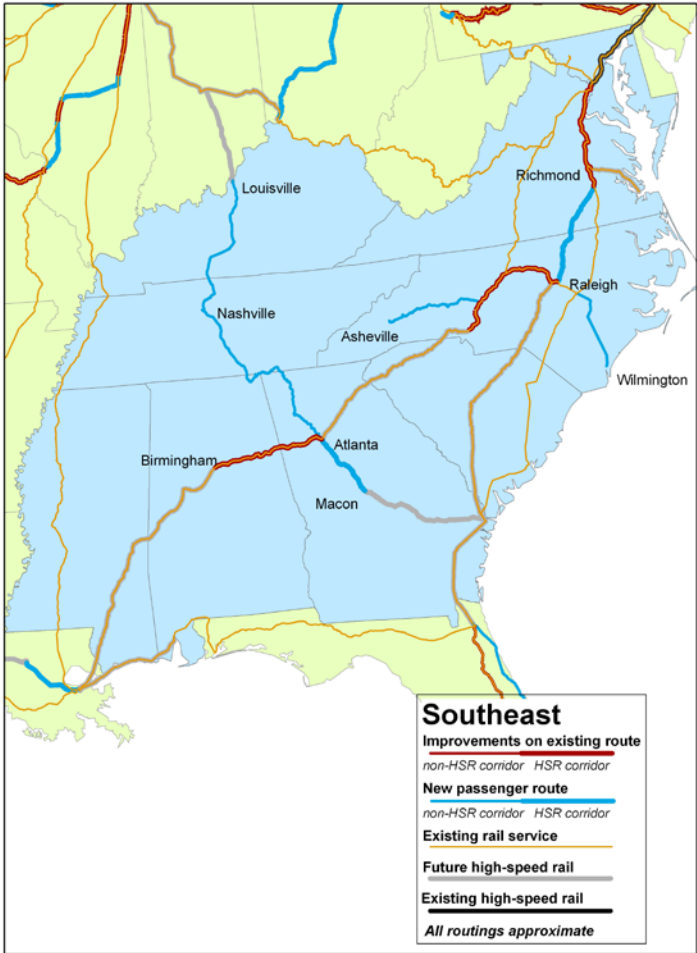 Louisville
Richmond
Raleigh
Nashville
Asheville
Wilmington
Atlanta
Birmingham
Macon
Southeast
Improvements on existing route
non-HSR corridor HSR corridor
New passenger route
non-HSR corridor HSR corridor
Existing rail service
Future high-speed rail
Existing high-speed rail
All routings approximate